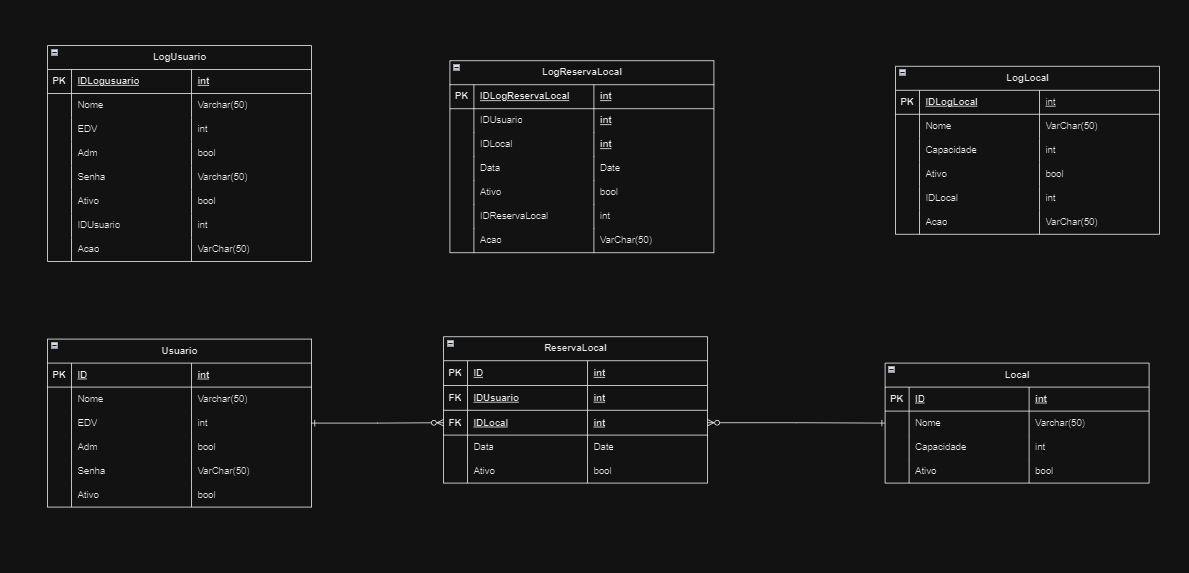 LogUsuario
PK IDLogusuario int
Nome Varchar(50)
EDV int
Adm bool
Senha Varchar(50)
Ativo bool
IDUsuario int
Acao VarChar(50)
LogReservaLocal
PK IDLogReservaLocal int
IDUsuario int
IDLocal int
Data Date
Ativo bool
IDReservaLocal int
Acao VarChar(50)
LogLocal
PK IDLogLocal int
Nome VarChar(50)
Capacidade int
Ativo bool
IDLocal int
Acao VarChar(50)
Usuario
PK ID int
Nome Varchar(50)
EDV int
Adm bool
Senha VarChar(50)
Ativo bool
ReservaLocal
PK ID int
FK IDUsuario int
FK IDLocal int
Data Date
Ativo bool
Local
PK ID int
Nome Varchar(50)
Capacidade int
Ativo bool